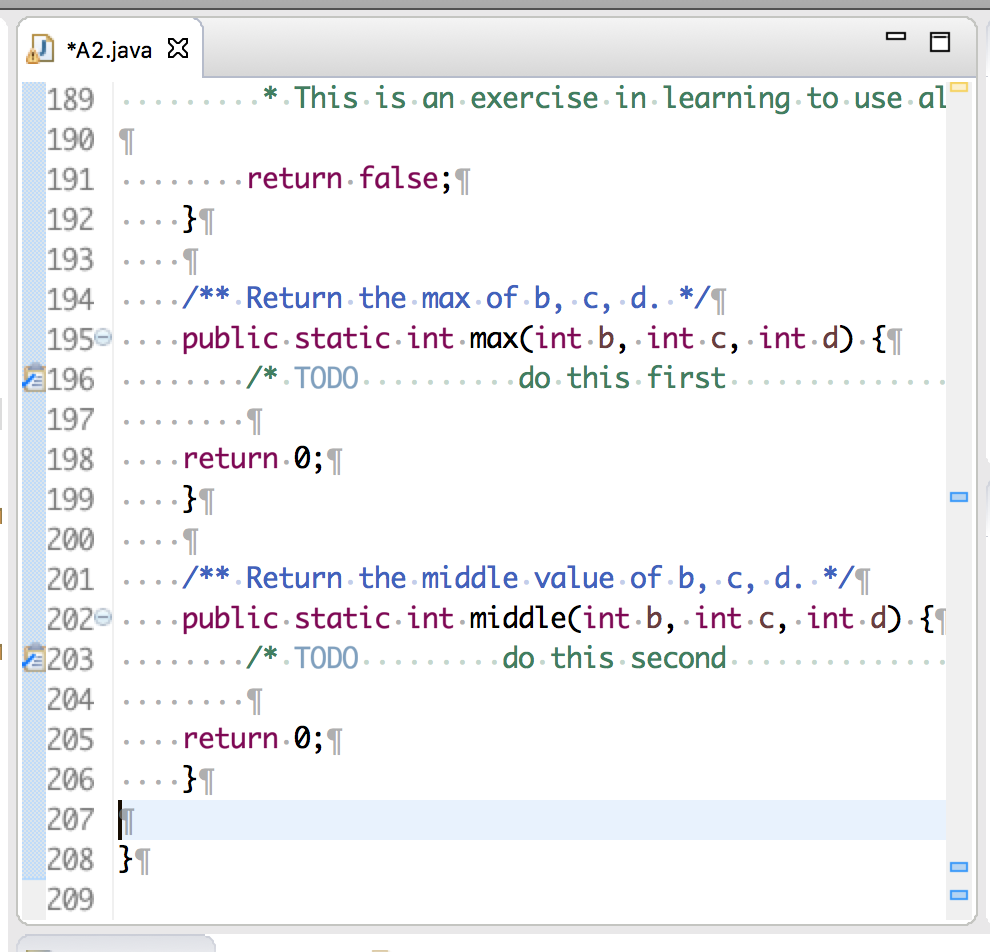 *A2.java
189 * This is an exercise in learning to use al
190
191 return false;
192 }
193
194 /** Return the max of b, c, d. */
195 public static int max(int b, int c, int d) {
196 /* TODO do this first
197
198 return 0;
199 }
200
201 /** Return the middle value of b, c, d. */
202 public static int middle(int b, int c, int d) {
203 /* TODO do this second
204
205 return 0;
206 }
207
208 }
209